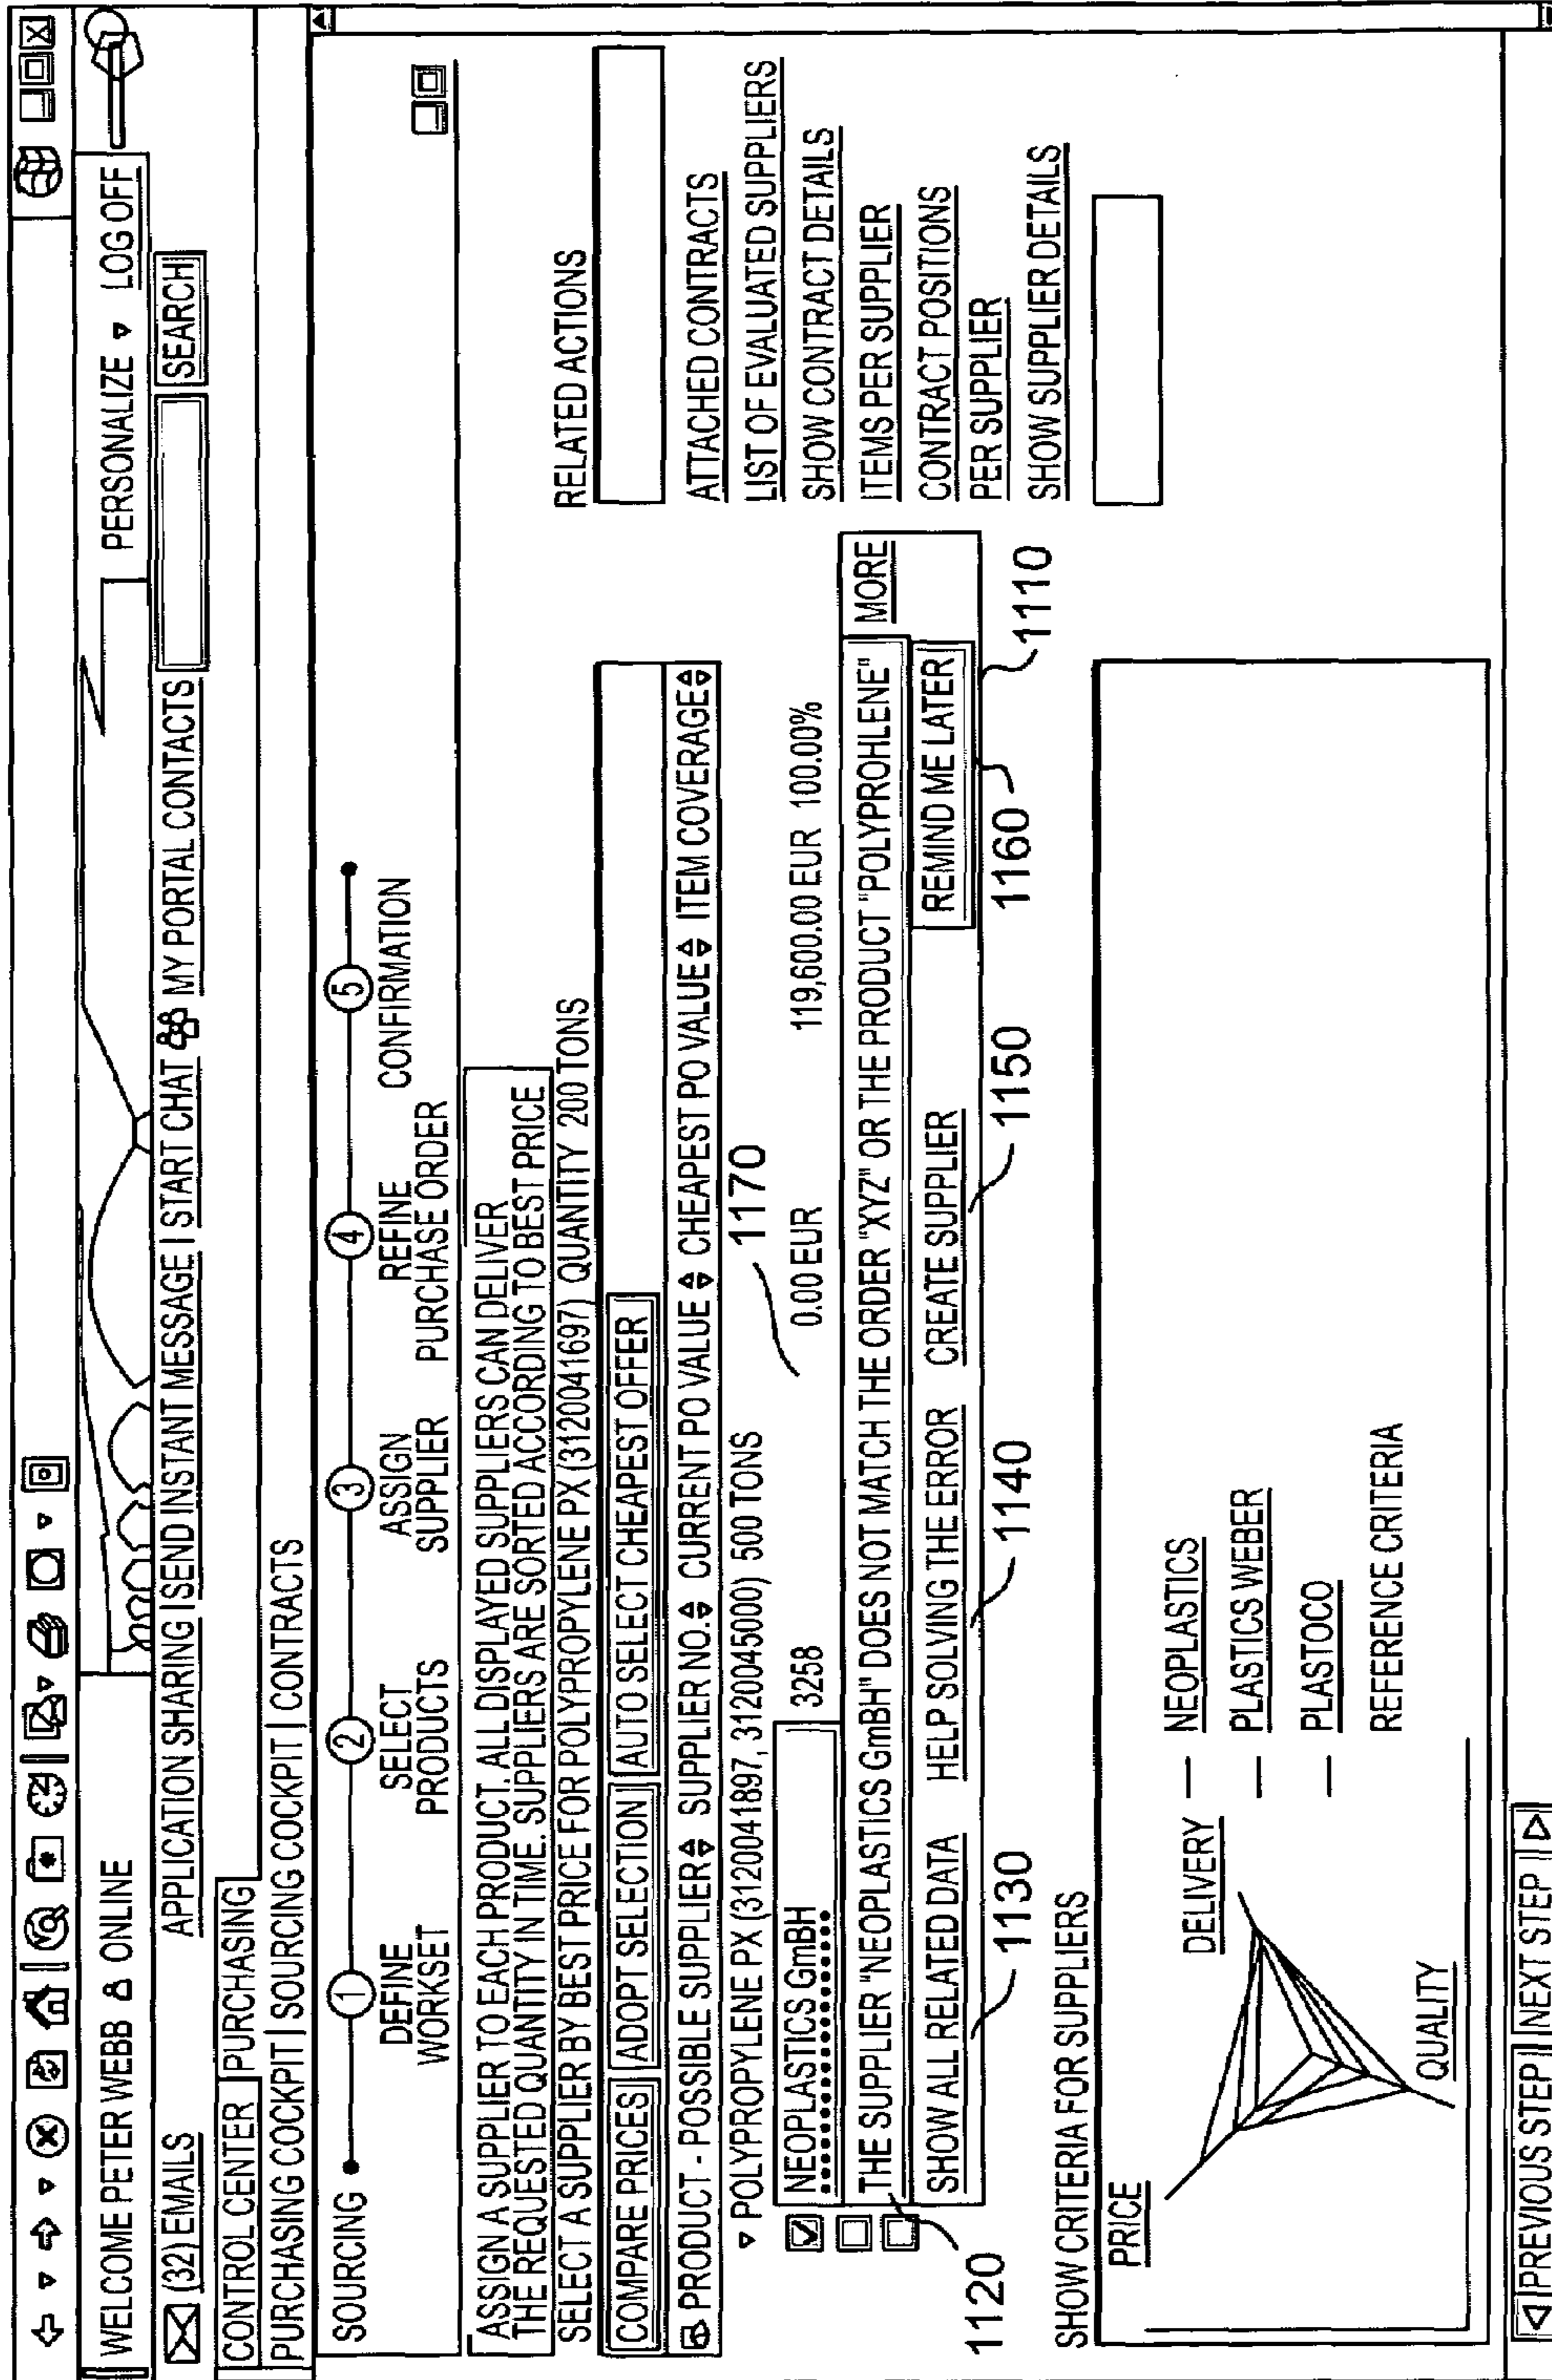 WELCOME PETER WEBB ONLINE
PERSONALIZE LOG OFF
(32) EMAILS APPLICATION SHARING | SEND INSTANT MESSAGE | START CHAT MY PORTAL CONTACTS SEARCH
CONTROL CENTER PURCHASING
PURCHASING COCKPIT | SOURCING COCKPIT | CONTRACTS
SOURCING
1 2 3 4 5
DEFINE WORKSET
SELECT PRODUCTS
ASSIGN SUPPLIER
REFINE PURCHASE ORDER
CONFIRMATION
ASSIGN A SUPPLIER TO EACH PRODUCT. ALL DISPLAYED SUPPLIERS CAN DELIVER
THE REQUESTED QUANTITY IN TIME. SUPPLIERS ARE SORTED ACCORDING TO BEST PRICE
SELECT A SUPPLIER BY BEST PRICE FOR POLYPROPYLENE PX (3120041697) QUANTITY 200 TONS
COMPARE PRICES ADOPT SELECTION AUTO SELECT CHEAPEST OFFER
PRODUCT - POSSIBLE SUPPLIER SUPPLIER NO. CURRENT PO VALUE CHEAPEST PO VALUE ITEM COVERAGE
POLYPROPYLENE PX (3120041897, 3120045000) 500 TONS
1170
NEOPLASTICS GmBH 3258 0.00 EUR 119,600.00 EUR 100.00%
THE SUPPLIER "NEOPLASTICS GmBH" DOES NOT MATCH THE ORDER "XYZ" OR THE PRODUCT "POLYPROHLENE" MORE
SHOW ALL RELATED DATA HELP SOLVING THE ERROR CREATE SUPPLIER REMIND ME LATER
1120 1130 1140 1150 1160 1110
RELATED ACTIONS
ATTACHED CONTRACTS
LIST OF EVALUATED SUPPLIERS
SHOW CONTRACT DETAILS
ITEMS PER SUPPLIER
CONTRACT POSITIONS
PER SUPPLIER
SHOW SUPPLIER DETAILS
SHOW CRITERIA FOR SUPPLIERS
PRICE
DELIVERY
QUALITY
NEOPLASTICS
PLASTICS WEBER
PLASTOCO
REFERENCE CRITERIA
PREVIOUS STEP NEXT STEP